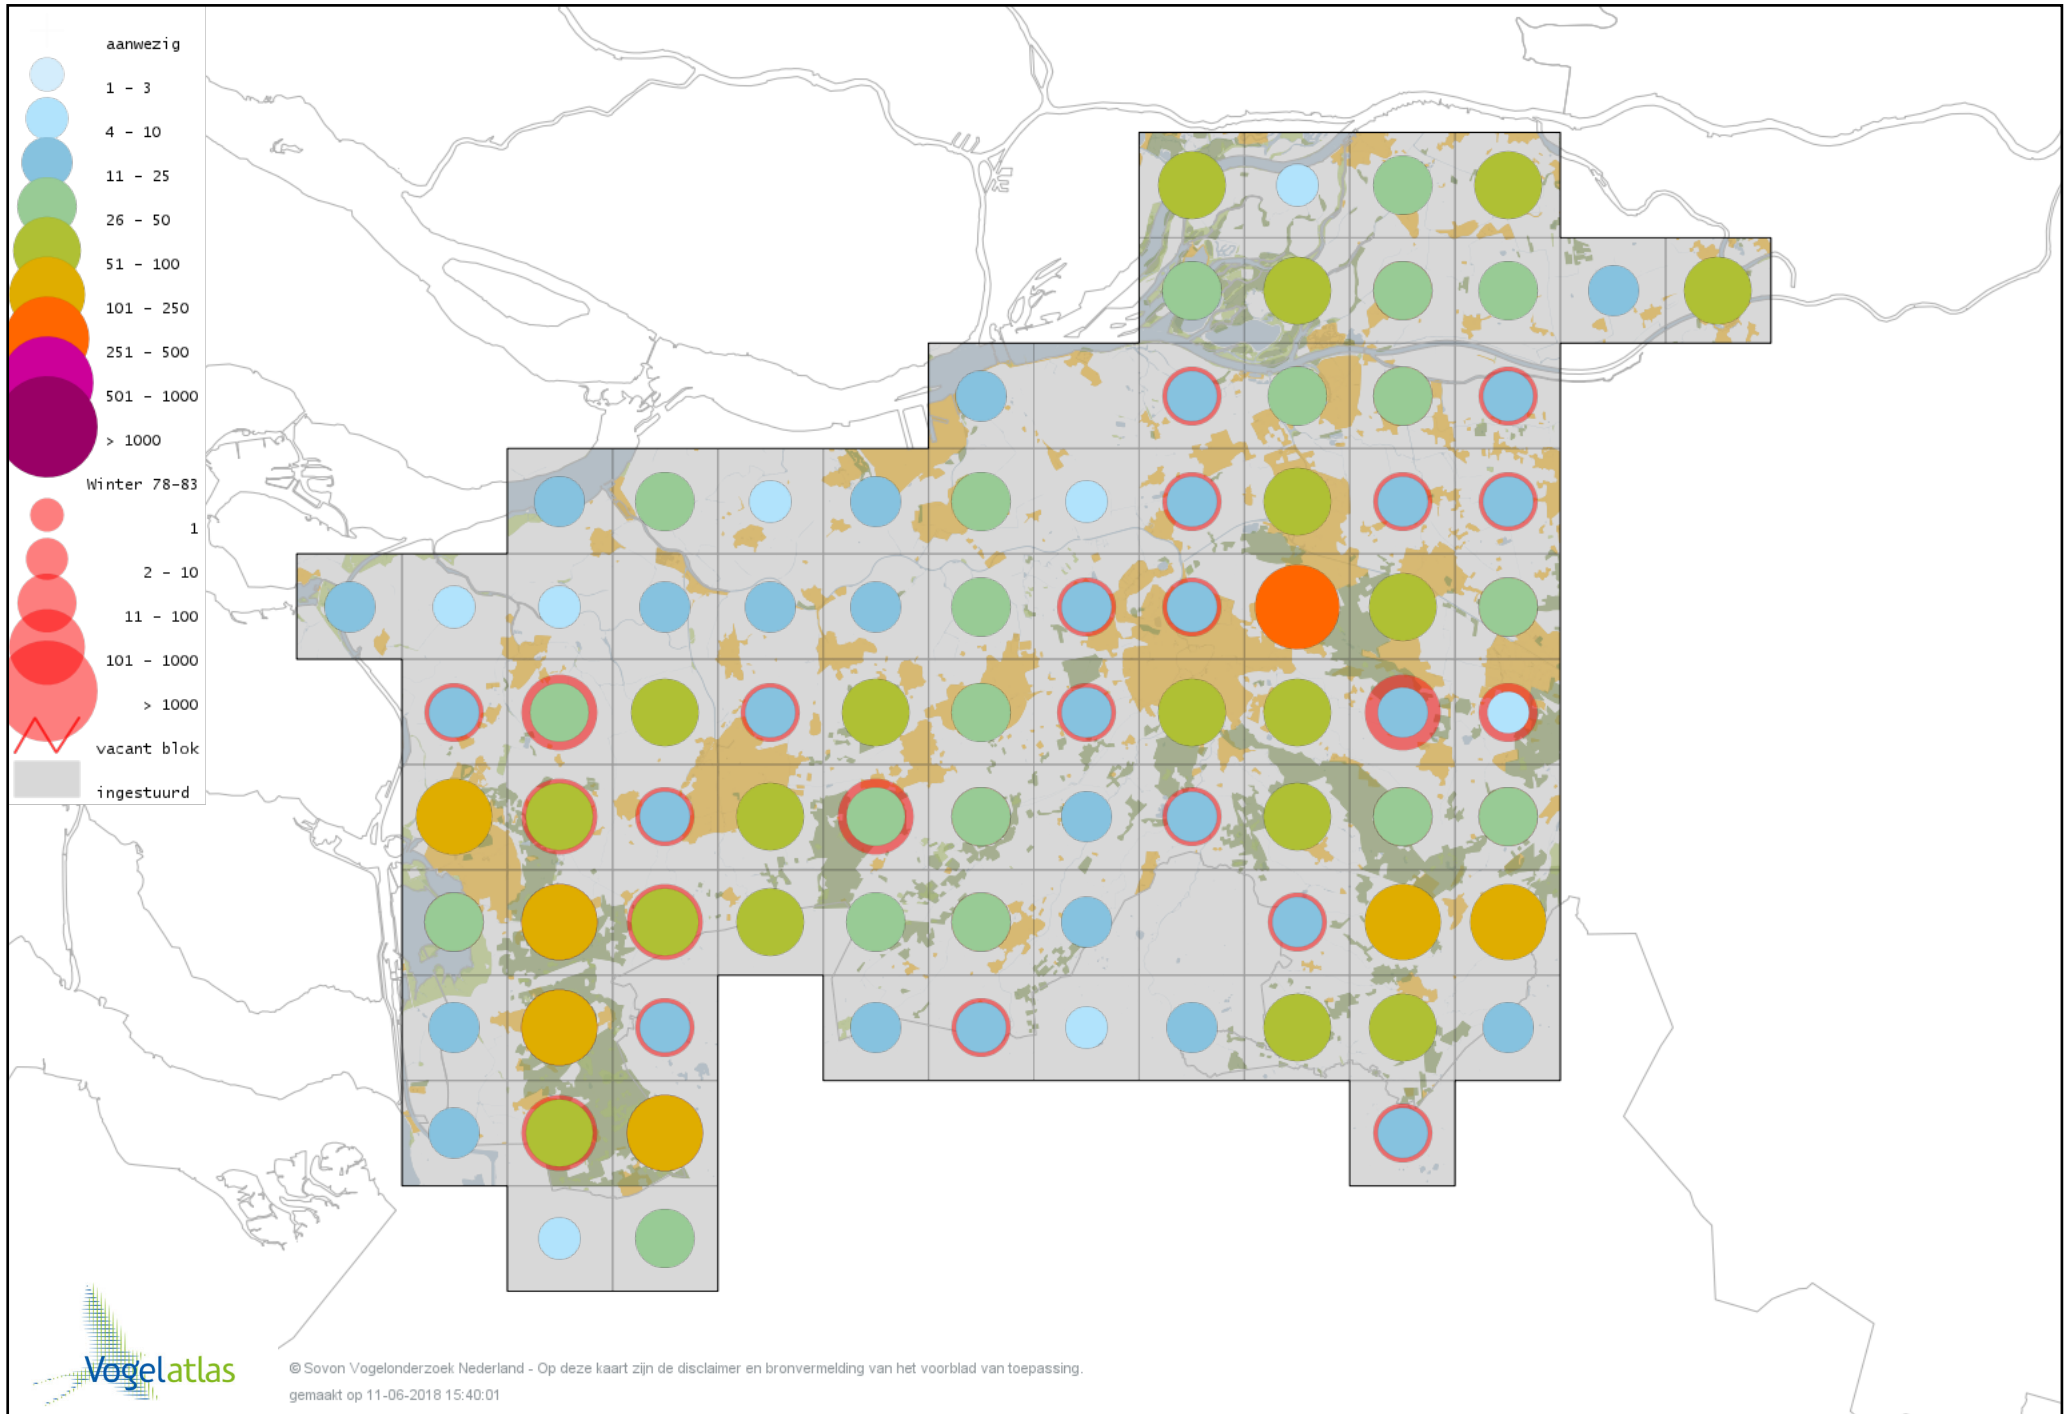 aanwezig
1 - 3
4 - 10
11 - 25
26 - 50
51 - 100
101 - 250
251 - 500
501 - 1000
> 1000
Winter 78-83
1
2 - 10
11 - 100
101 - 1000
> 1000
vacant blok
ingestuurd
Vogelatlas
© Sovon Vogelonderzoek Nederland - Op deze kaart zijn de disclaimer en bronvermelding van het voorblad van toepassing.
gemaakt op 11-06-2018 15:40:01